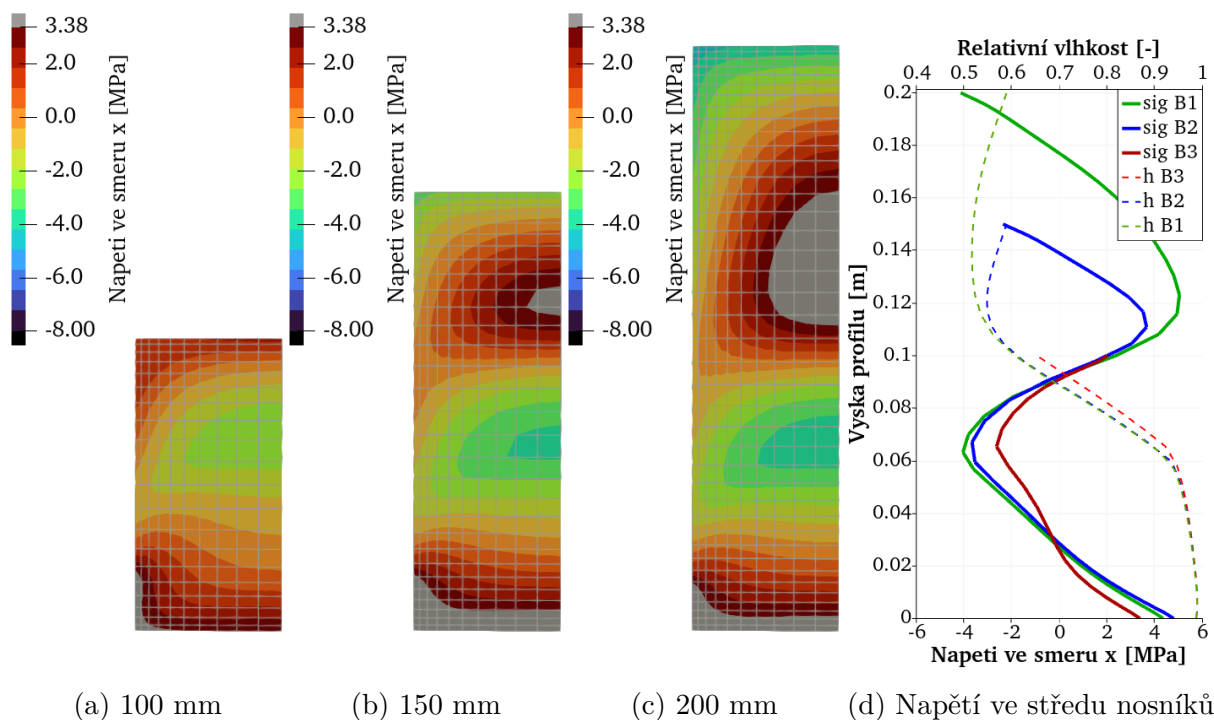 3.38
2.0
0.0
-2.0
-4.0
-6.0
-8.00
Napeti ve smeru x [MPa]
3.38
2.0
0.0
-2.0
-4.0
-6.0
-8.00
Napeti ve smeru x [MPa]
3.38
2.0
0.0
-2.0
-4.0
-6.0
-8.00
Napeti ve smeru x [MPa]
Relativní vlhkost [-]
0.4 0.5 0.6 0.7 0.8 0.9 1
0.2
0.18
0.16
0.14
0.12
0.1
0.08
0.06
0.04
0.02
0
Vyska profilu [m]
sig B1
sig B2
sig B3
h B3
h B2
h B1
-6 -4 -2 0 2 4 6
Napeti ve smeru x [MPa]
(a) 100 mm
(b) 150 mm
(c) 200 mm
(d) Napětí ve středu nosníků